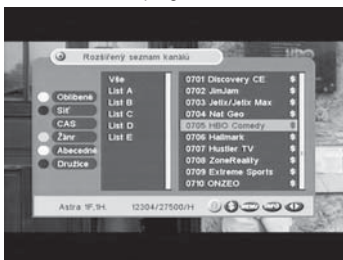 Rozšířený seznam kanálů
Oblíbené
Síť
CAS
Žánr
Abecedně
Družice
Vše
List A
List B
List C
List D
List E
0701 Discovery CE $
0702 JimJam $
0703 Jetix/Jetix Max $
0704 Nat Geo $
0705 HBO Comedy $
0706 Hallmark $
0707 Hustler TV $
0708 ZoneReality $
0709 Extreme Sports $
0710 ONZEO $
Astra 1F,1H. 12304/27500/H MENU INFO